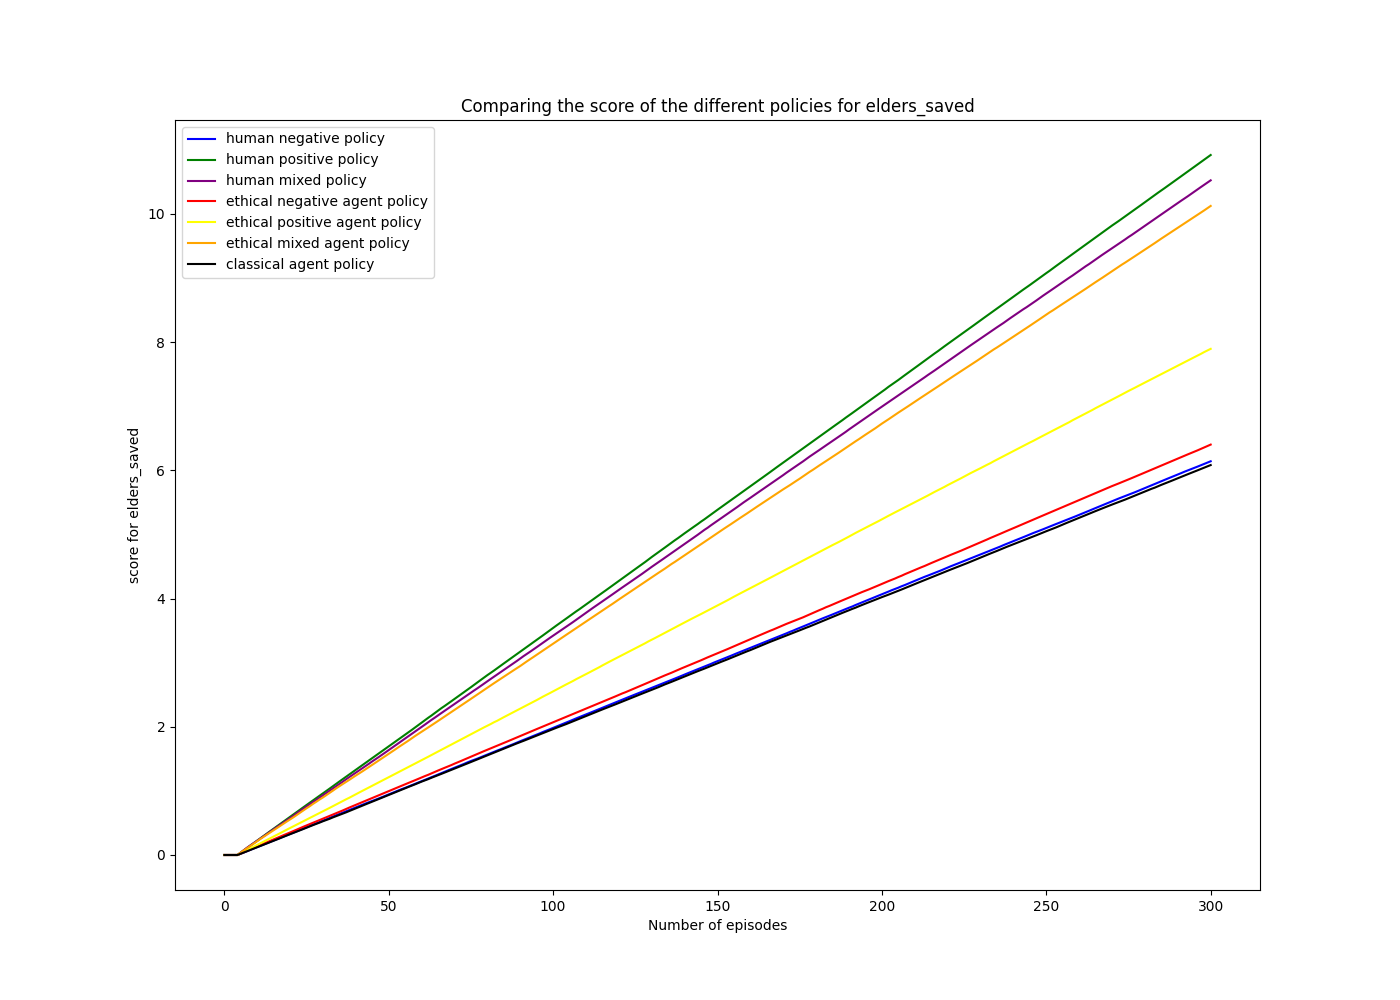 Comparing the score of the different policies for elders_saved
human negative policy
human positive policy
human mixed policy
ethical negative agent policy
ethical positive agent policy
ethical mixed agent policy
classical agent policy
score for elders_saved
10
8
6
4
2
0
0 50 100 150 200 250 300
Number of episodes